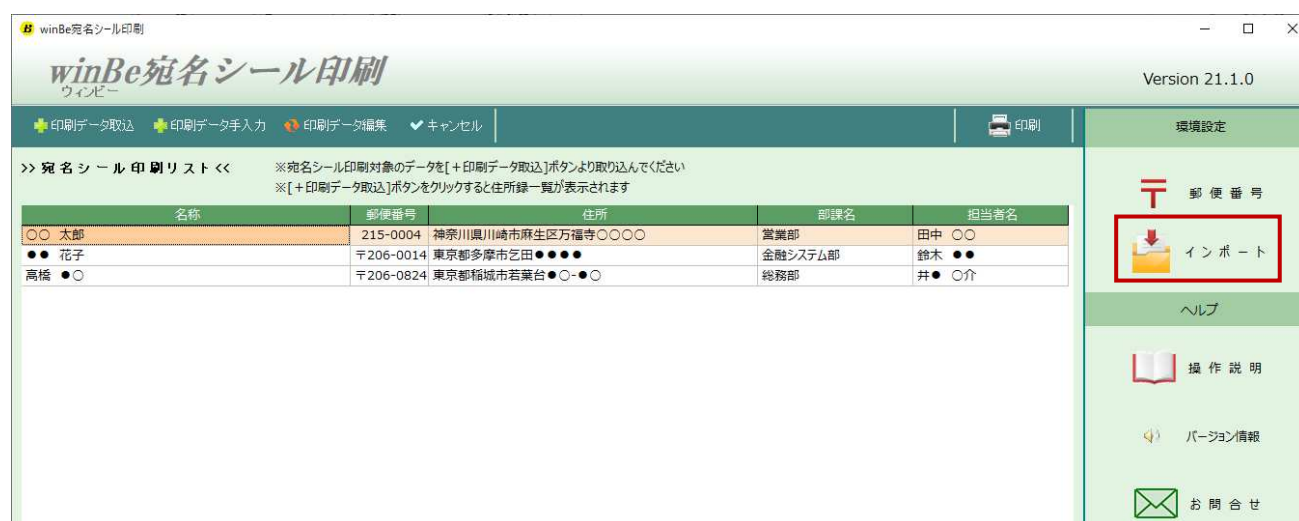 winBe宛名シール印刷
winBe宛名シール印刷
ウィンビー
Version 21.1.0
印刷データ取込 印刷データ手入力 印刷データ編集 キャンセル 印刷 環境設定
>> 宛名シール印刷リスト << ※宛名シール印刷対象のデータを[+印刷データ取込]ボタンより取り込んでください
※[+印刷データ取込]ボタンをクリックすると住所録一覧が表示されます
名称 郵便番号 住所 部課名 担当者名
○○ 太郎 215-0004 神奈川県川崎市麻生区万福寺○○○○ 営業部 田中 ○○
●● 花子 〒206-0014 東京都多摩市乞田●●●● 金融システム部 鈴木 ●●
高橋 ●○ 〒206-0824 東京都稲城市若葉台●○-●○ 総務部 井● ○介
郵便番号
インポート
ヘルプ
操作説明
バージョン情報
お問合せ